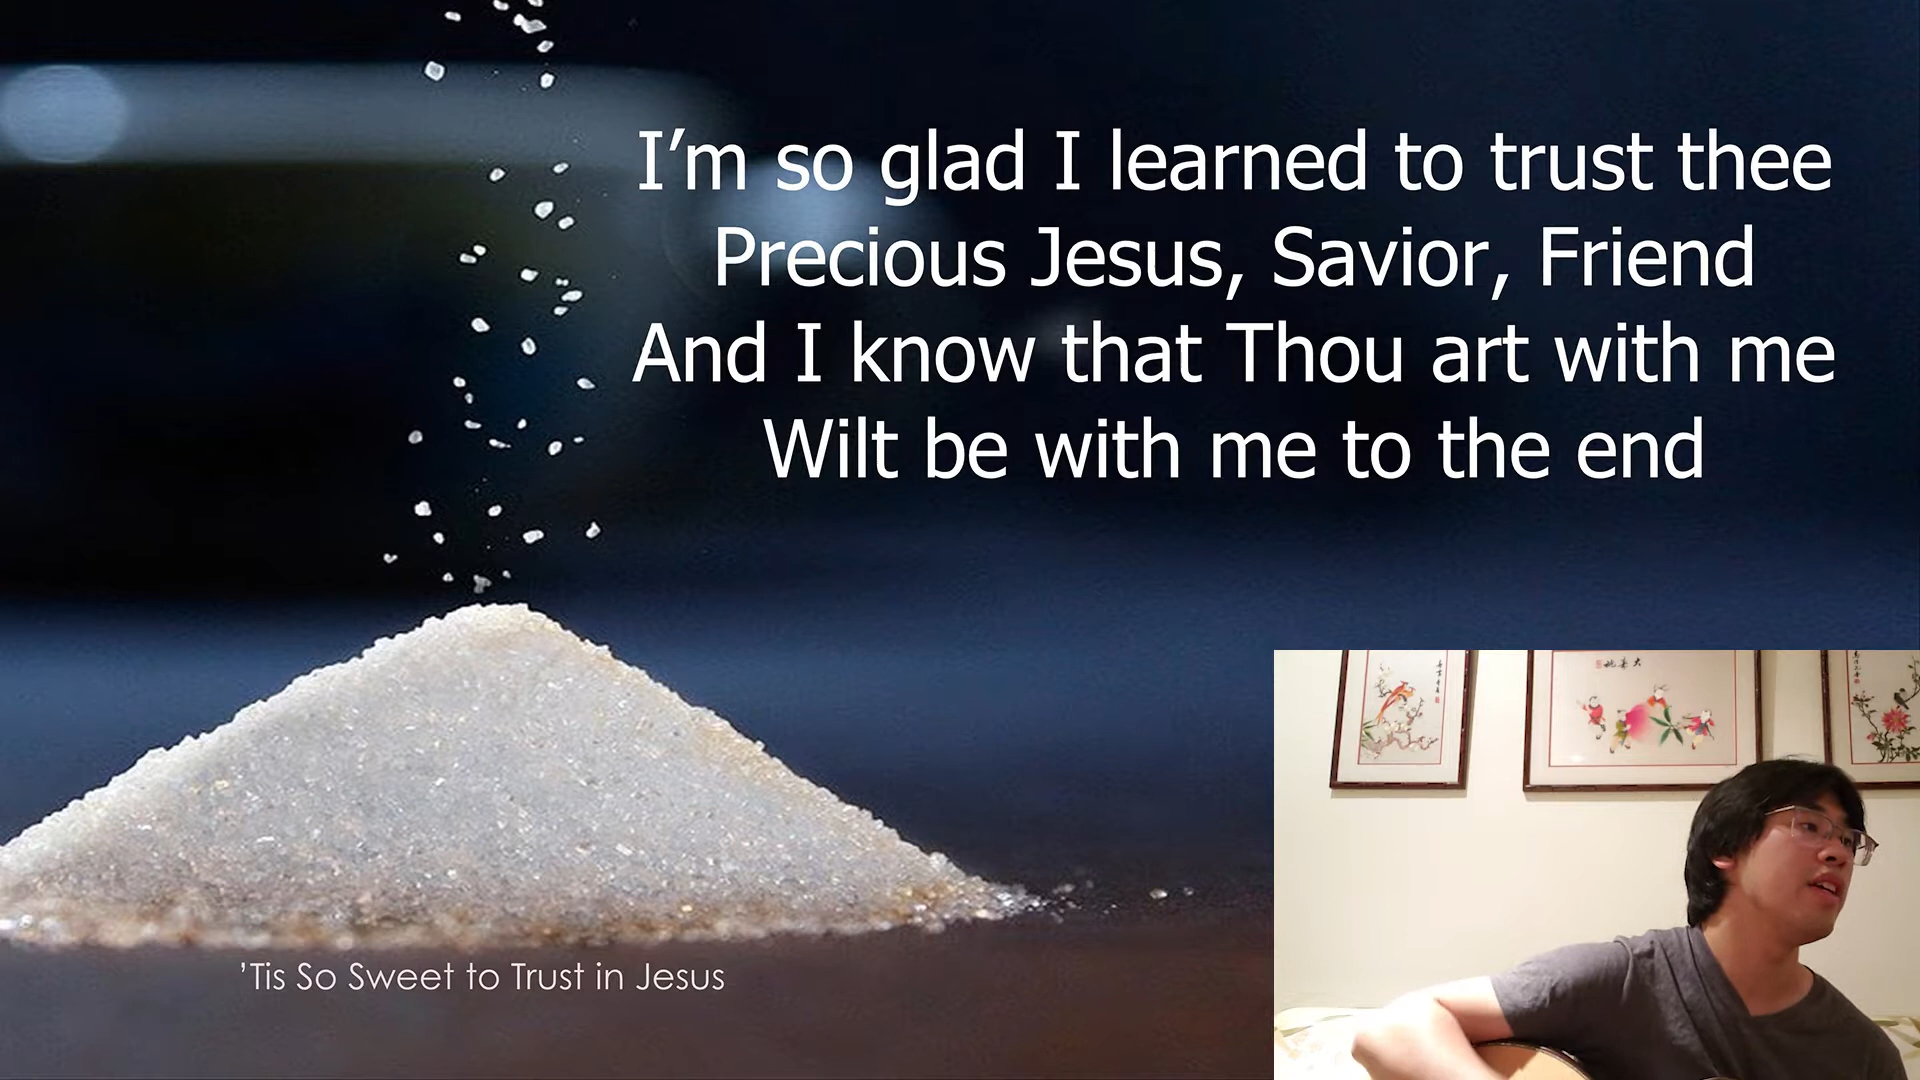 I’m so glad I learned to trust thee
Precious Jesus, Savior, Friend
And I know that Thou art with me
Wilt be with me to the end
’Tis So Sweet to Trust in Jesus